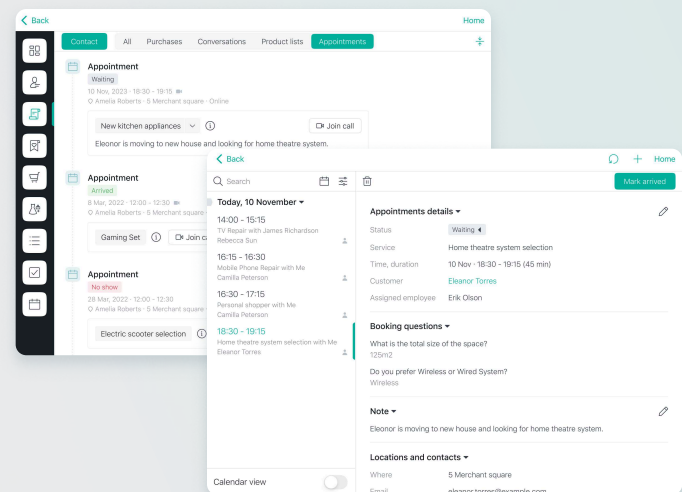 Back
Home
Contact
All
Purchases
Conversations
Product lists
Appointments
Appointment
Waiting
10 Nov, 2023 · 18:30 - 19:15
Amelia Roberts · 5 Merchant square · Online
New kitchen appliances
Join call
Eleonor is moving to new house and looking for home theatre system.
Appointment
Arrived
8 Mar, 2022 · 12:00 - 12:30
Amelia Roberts · 5 Merchant square
Gaming Set
Join ca
Appointment
No show
28 Mar, 2022 · 12:00 - 12:30
Amelia Roberts · 5 Merchant square
Electric scooter selection
Back
Home
Search
Mark arrived
Today, 10 November
14:00 - 15:15
TV Repair with James Richardson
Rebecca Sun
16:15 - 16:30
Mobile Phone Repair with Me
Camilla Peterson
16:30 - 17:15
Personal shopper with Me
Camilla Peterson
18:30 - 19:15
Home theatre system selection with Me
Eleanor Torres
Calendar view
Appointments details
Status Waiting
Service Home theatre system selection
Time, duration 10 Nov · 18:30 - 19:15 (45 min)
Customer Eleanor Torres
Assigned employee Erik Olson
Booking questions
What is the total size of the space?
125m2
Do you prefer Wireless or Wired System?
Wireless
Note
Eleonor is moving to new house and looking for home theatre system.
Locations and contacts
Where 5 Merchant square
Email eleanor.torres@example.com